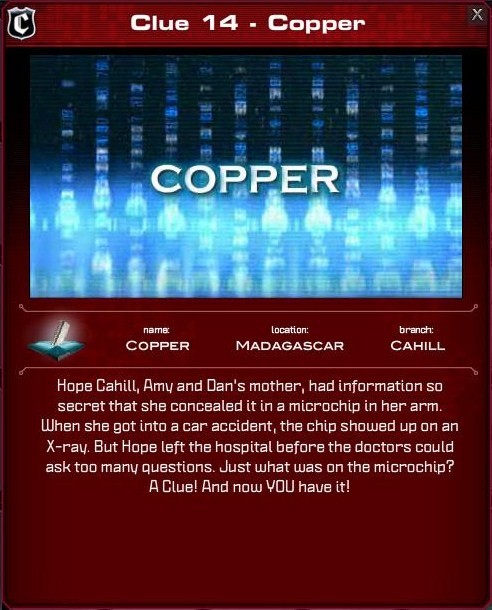 C
Clue 14 - Copper
X
COPPER
name:
COPPER
location:
MADAGASCAR
branch:
CAHILL
Hope Cahill, Amy and Dan's mother, had information so
secret that she concealed it in a microchip in her arm.
When she got into a car accident, the chip showed up on an
X-ray. But Hope left the hospital before the doctors could
ask too many questions. Just what was on the microchip?
A Clue! And now YOU have it!